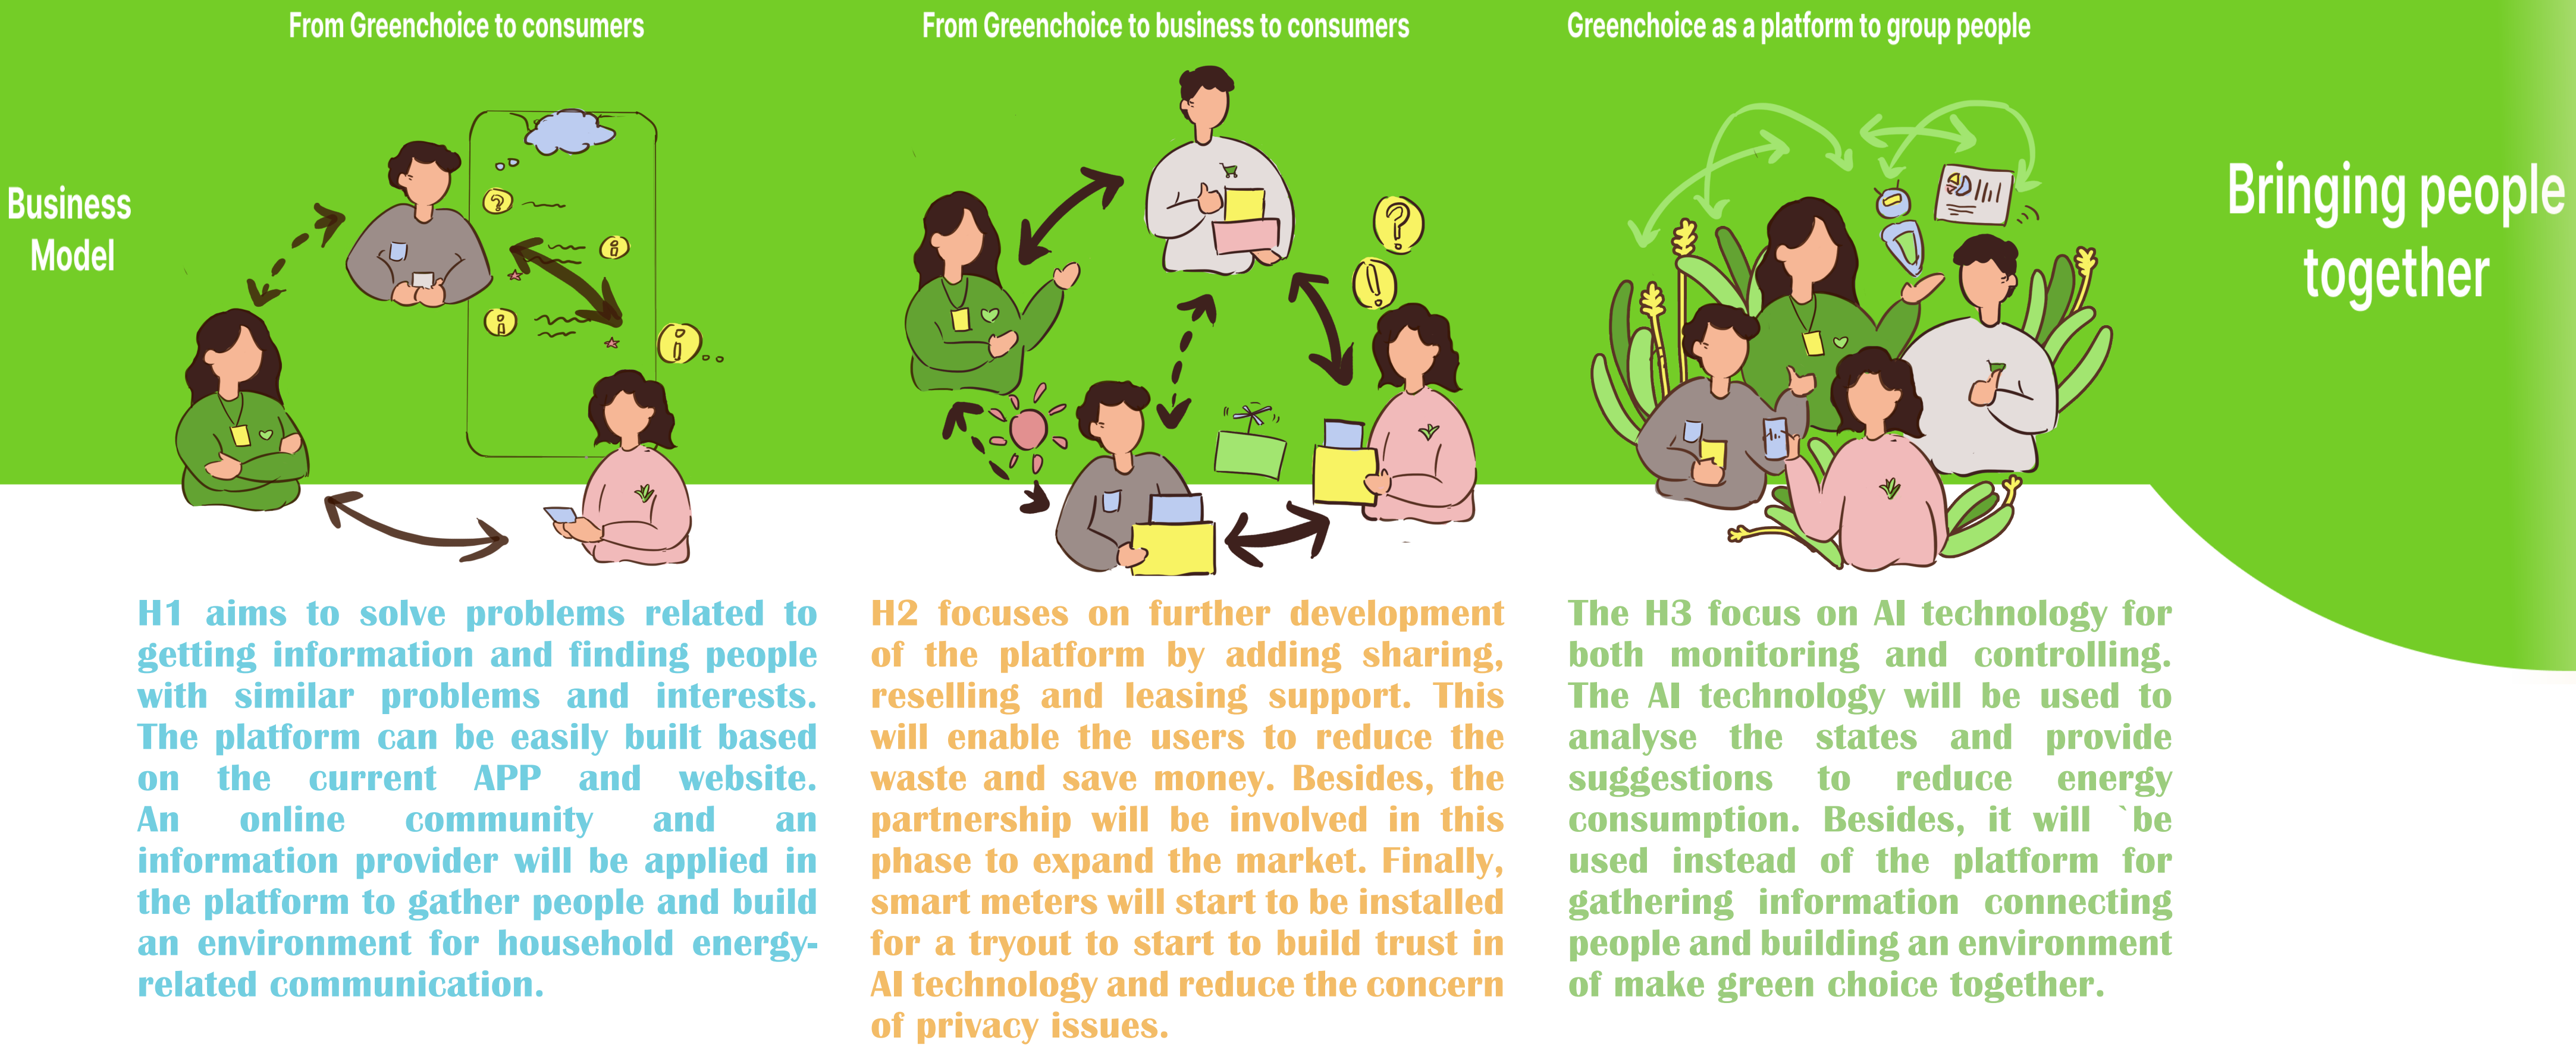 From Greenchoice to consumers
From Greenchoice to business to consumers
Greenchoice as a platform to group people
Business
Model
Bringing people
together
H1 aims to solve problems related to
getting information and finding people
with similar problems and interests.
The platform can be easily built based
on the current APP and website.
An online community and an
information provider will be applied in
the platform to gather people and build
an environment for household energy-
related communication.
H2 focuses on further development
of the platform by adding sharing,
reselling and leasing support. This
will enable the users to reduce the
waste and save money. Besides, the
partnership will be involved in this
phase to expand the market. Finally,
smart meters will start to be installed
for a tryout to start to build trust in
AI technology and reduce the concern
of privacy issues.
The H3 focus on AI technology for
both monitoring and controlling.
The AI technology will be used to
analyse the states and provide
suggestions to reduce energy
consumption. Besides, it will `be
used instead of the platform for
gathering information connecting
people and building an environment
of make green choice together.